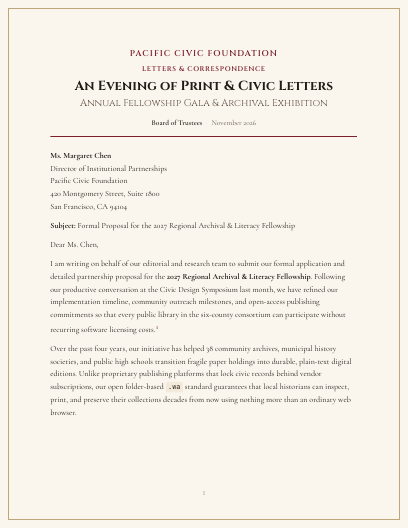 PACIFIC CIVIC FOUNDATION
LETTERS & CORRESPONDENCE
AN EVENING OF PRINT & CIVIC LETTERS
ANNUAL FELLOWSHIP GALA & ARCHIVAL EXHIBITION
Board of Trustees November 2026
Ms. Margaret Chen
Director of Institutional Partnerships
Pacific Civic Foundation
420 Montgomery Street, Suite 1800
San Francisco, CA 94104
Subject: Formal Proposal for the 2027 Regional Archival & Literacy Fellowship
Dear Ms. Chen,
I am writing on behalf of our editorial and research team to submit our formal application and
detailed partnership proposal for the 2027 Regional Archival & Literacy Fellowship. Following
our productive conversation at the Civic Design Symposium last month, we have refined our
implementation timeline, community outreach milestones, and open-access publishing
commitments so that every public library in the six-county consortium can participate without
recurring software licensing costs.
Over the past four years, our initiative has helped 38 community archives, municipal history
societies, and public high schools transition fragile paper holdings into durable, plain-text digital
editions. Unlike proprietary publishing platforms that lock civic records behind vendor
subscriptions, our open folder-based .wa standard guarantees that local historians can inspect,
print, and preserve their collections decades from now using nothing more than an ordinary web
browser.
1